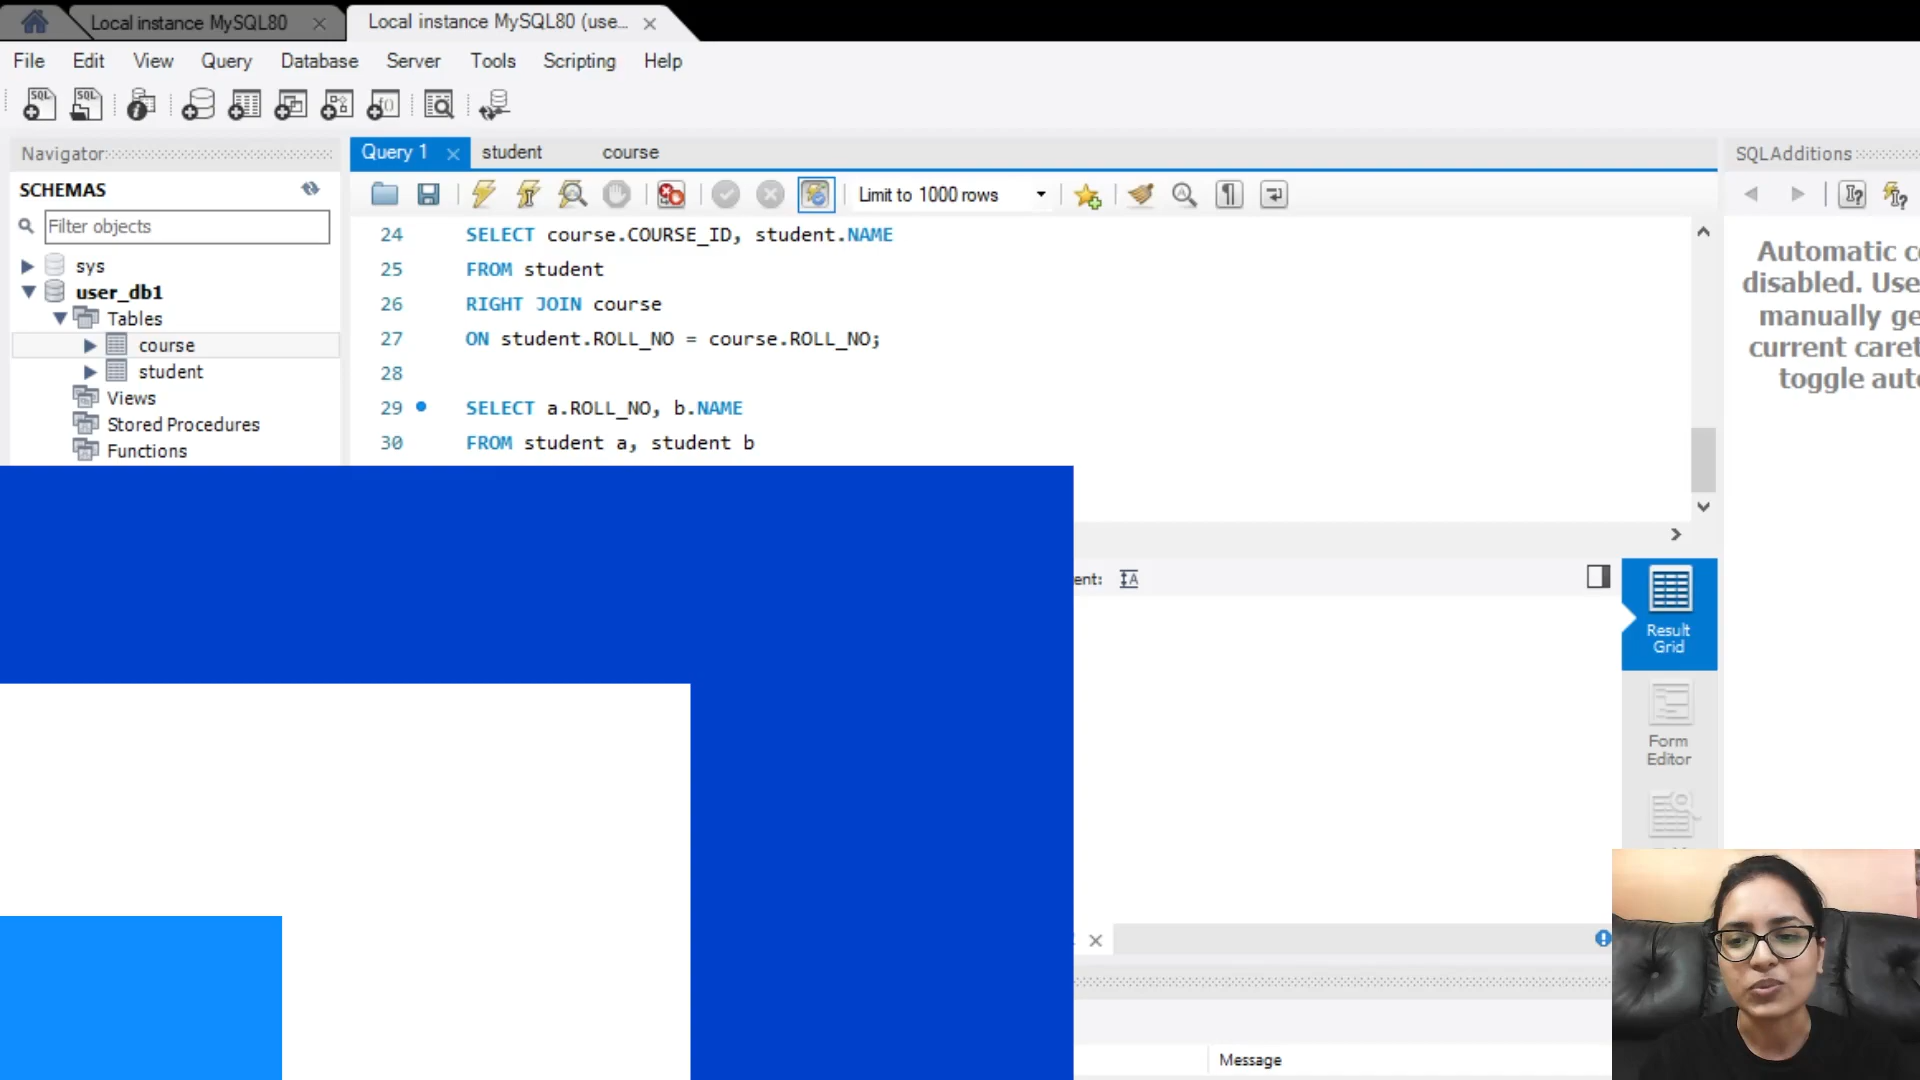 Local instance MySQL80
Local instance MySQL80 (use...
File Edit View Query Database Server Tools Scripting Help
Navigator
SCHEMAS
Filter objects
sys
user_db1
Tables
course
student
Views
Stored Procedures
Functions
Query 1 student course
Limit to 1000 rows
24 SELECT course.COURSE_ID, student.NAME
25 FROM student
26 RIGHT JOIN course
27 ON student.ROLL_NO = course.ROLL_NO;
28
29 SELECT a.ROLL_NO, b.NAME
30 FROM student a, student b
ent:
Result
Grid
Form
Editor
Message
SQLAdditions
Automatic co
disabled. Use
manually ge
current caret
toggle auto